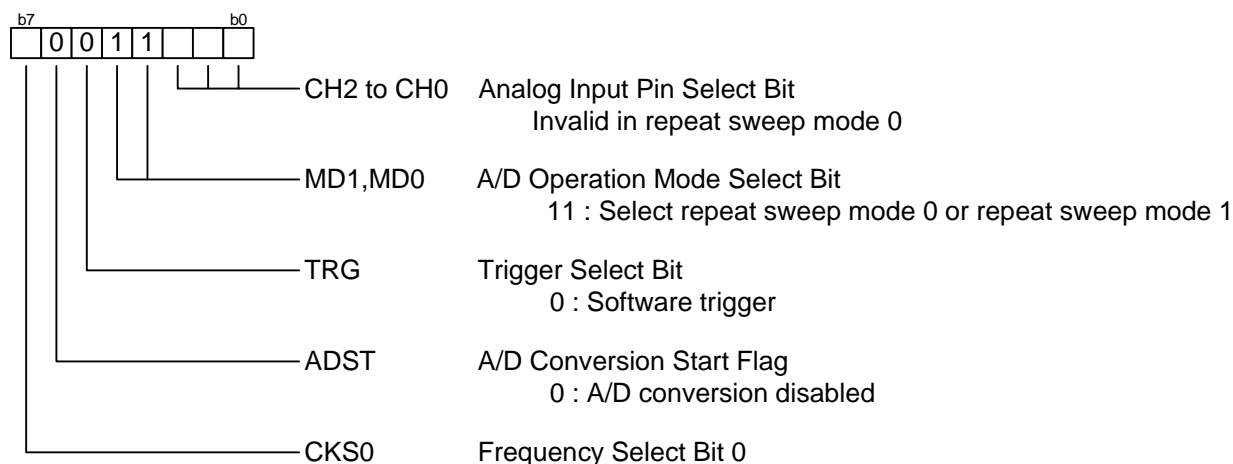 b7 b0
0 0 1 1
CH2 to CH0 Analog Input Pin Select Bit
Invalid in repeat sweep mode 0
MD1,MD0 A/D Operation Mode Select Bit
11 : Select repeat sweep mode 0 or repeat sweep mode 1
TRG Trigger Select Bit
0 : Software trigger
ADST A/D Conversion Start Flag
0 : A/D conversion disabled
CKS0 Frequency Select Bit 0